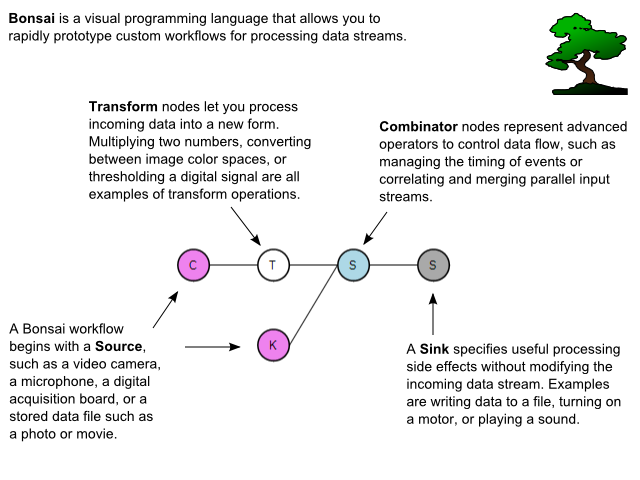 Bonsai is a visual programming language that allows you to
rapidly prototype custom workflows for processing data streams.
Transform nodes let you process
incoming data into a new form.
Multiplying two numbers, converting
between image color spaces, or
thresholding a digital signal are all
examples of transform operations.
Combinator nodes represent advanced
operators to control data flow, such as
managing the timing of events or
correlating and merging parallel input
streams.
C
T
S
S
K
A Bonsai workflow
begins with a Source,
such as a video camera,
a microphone, a digital
acquisition board, or a
stored data file such as
a photo or movie.
A Sink specifies useful processing
side effects without modifying the
incoming data stream. Examples
are writing data to a file, turning on
a motor, or playing a sound.